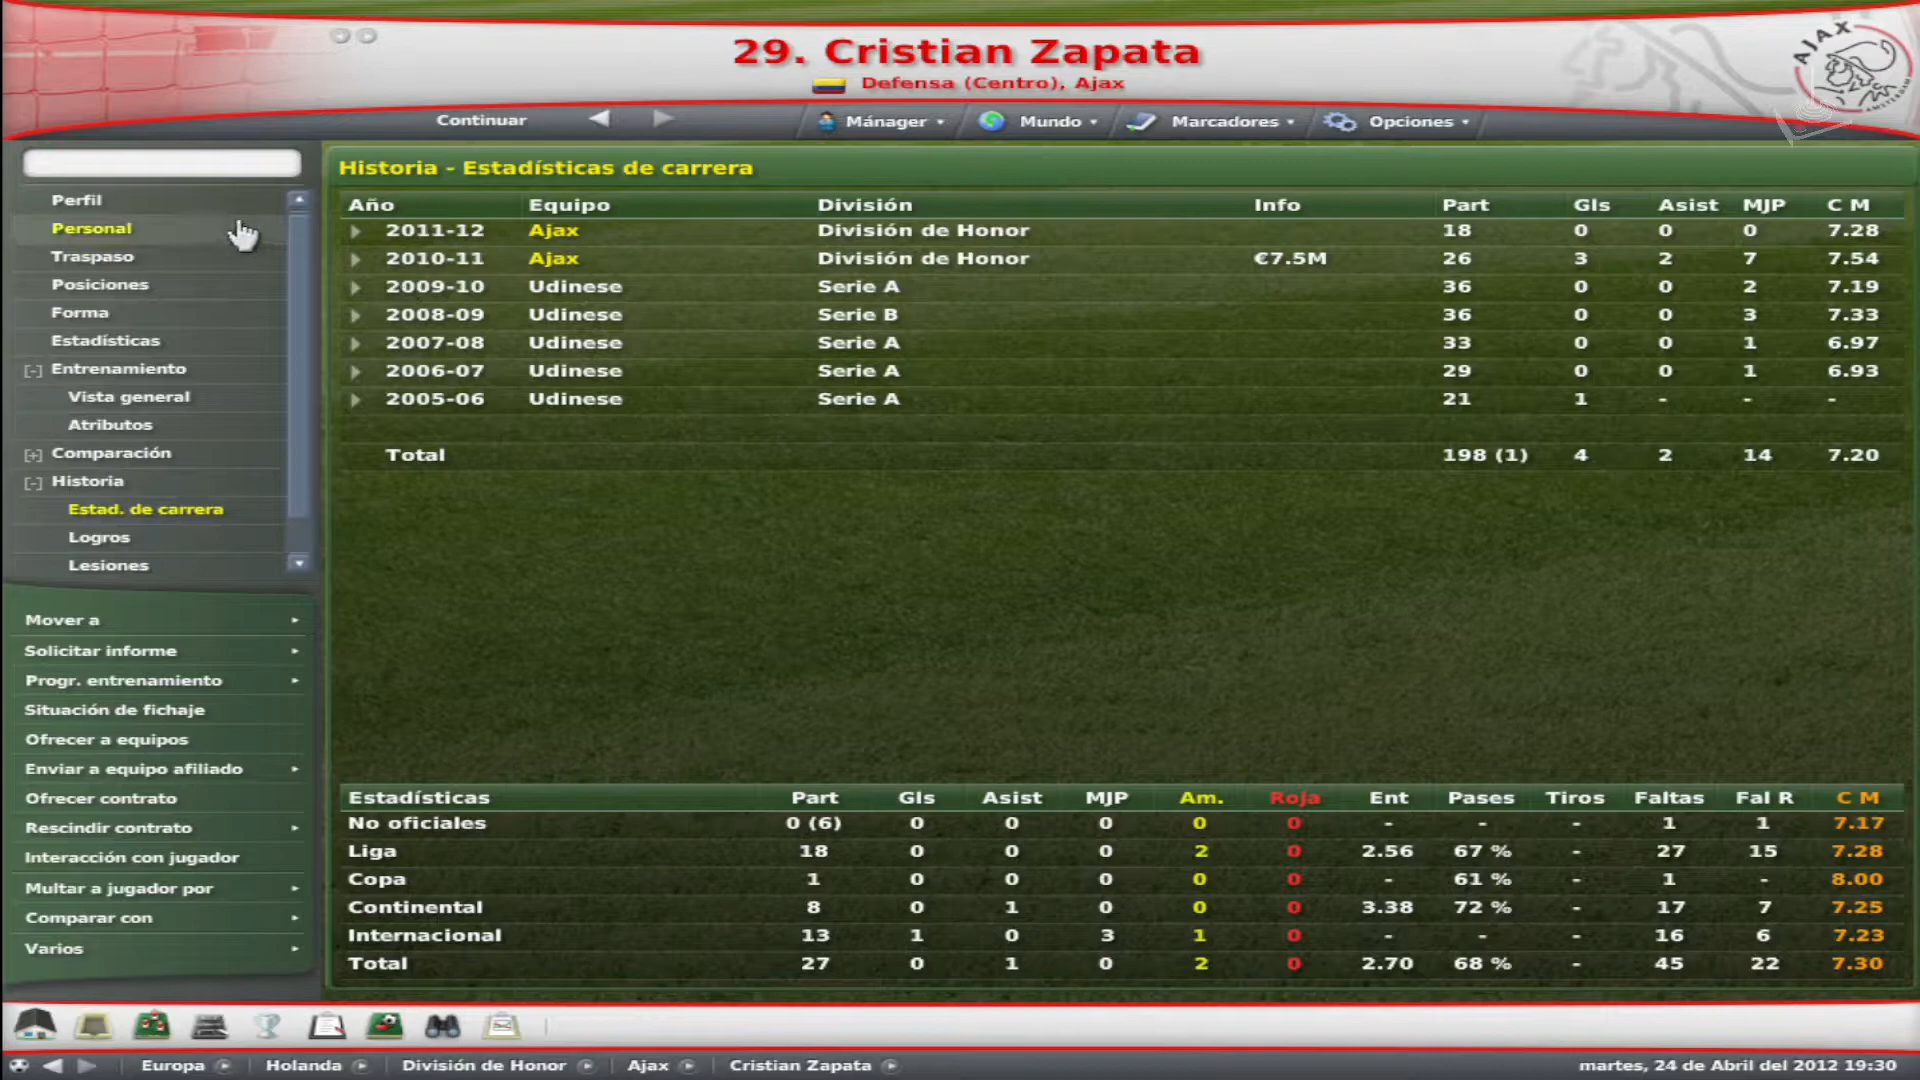 29. Cristian Zapata
Defensa (Centro), Ajax
AJAX
AMSTERDAM
Continuar Mánager Mundo Marcadores Opciones
Historia - Estadísticas de carrera
Perfil
Personal
Traspaso
Posiciones
Forma
Estadísticas
[-] Entrenamiento
Vista general
Atributos
[+] Comparación
[-] Historia
Estad. de carrera
Logros
Lesiones
Mover a
Solicitar informe
Progr. entrenamiento
Situación de fichaje
Ofrecer a equipos
Enviar a equipo afiliado
Ofrecer contrato
Rescindir contrato
Interacción con jugador
Multar a jugador por
Comparar con
Varios
Año Equipo División Info Part Gls Asist MJP C M
2011-12 Ajax División de Honor 18 0 0 0 7.28
2010-11 Ajax División de Honor €7.5M 26 3 2 7 7.54
2009-10 Udinese Serie A 36 0 0 2 7.19
2008-09 Udinese Serie B 36 0 0 3 7.33
2007-08 Udinese Serie A 33 0 0 1 6.97
2006-07 Udinese Serie A 29 0 0 1 6.93
2005-06 Udinese Serie A 21 1 - - -
Total 198 (1) 4 2 14 7.20
Estadísticas Part Gls Asist MJP Am. Roja Ent Pases Tiros Faltas Fal R C M
No oficiales 0 (6) 0 0 0 0 0 - - - 1 1 7.17
Liga 18 0 0 0 2 0 2.56 67 % - 27 15 7.28
Copa 1 0 0 0 0 0 - 61 % - 1 - 8.00
Continental 8 0 1 0 0 0 3.38 72 % - 17 7 7.25
Internacional 13 1 0 3 1 0 - - - 16 6 7.23
Total 27 0 1 0 2 0 2.70 68 % - 45 22 7.30
Europa Holanda División de Honor Ajax Cristian Zapata martes, 24 de Abril del 2012 19:30